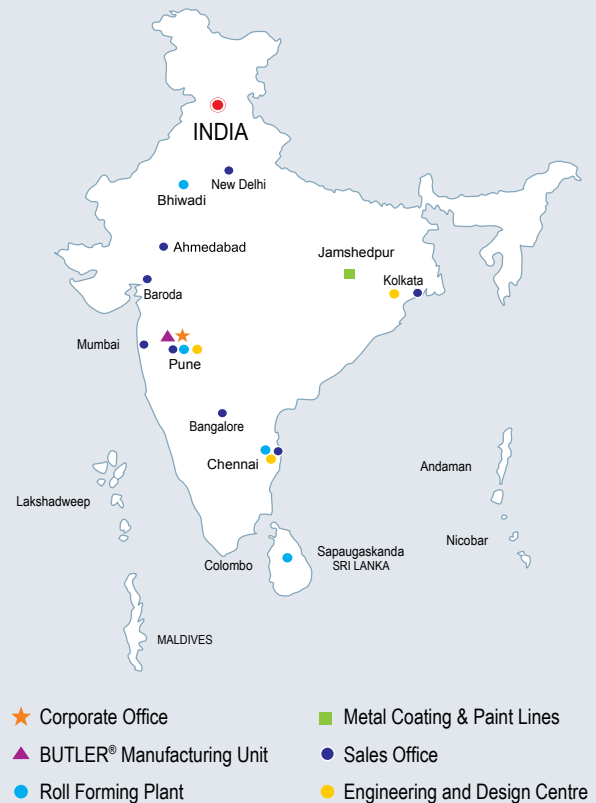 INDIA
New Delhi
Bhiwadi
Ahmedabad
Jamshedpur
Kolkata
Baroda
Mumbai
Pune
Bangalore
Chennai
Andaman
Lakshadweep
Nicobar
Colombo
Sapaugaskanda
SRI LANKA
MALDIVES
Corporate Office
Metal Coating & Paint Lines
BUTLER® Manufacturing Unit
Sales Office
Roll Forming Plant
Engineering and Design Centre